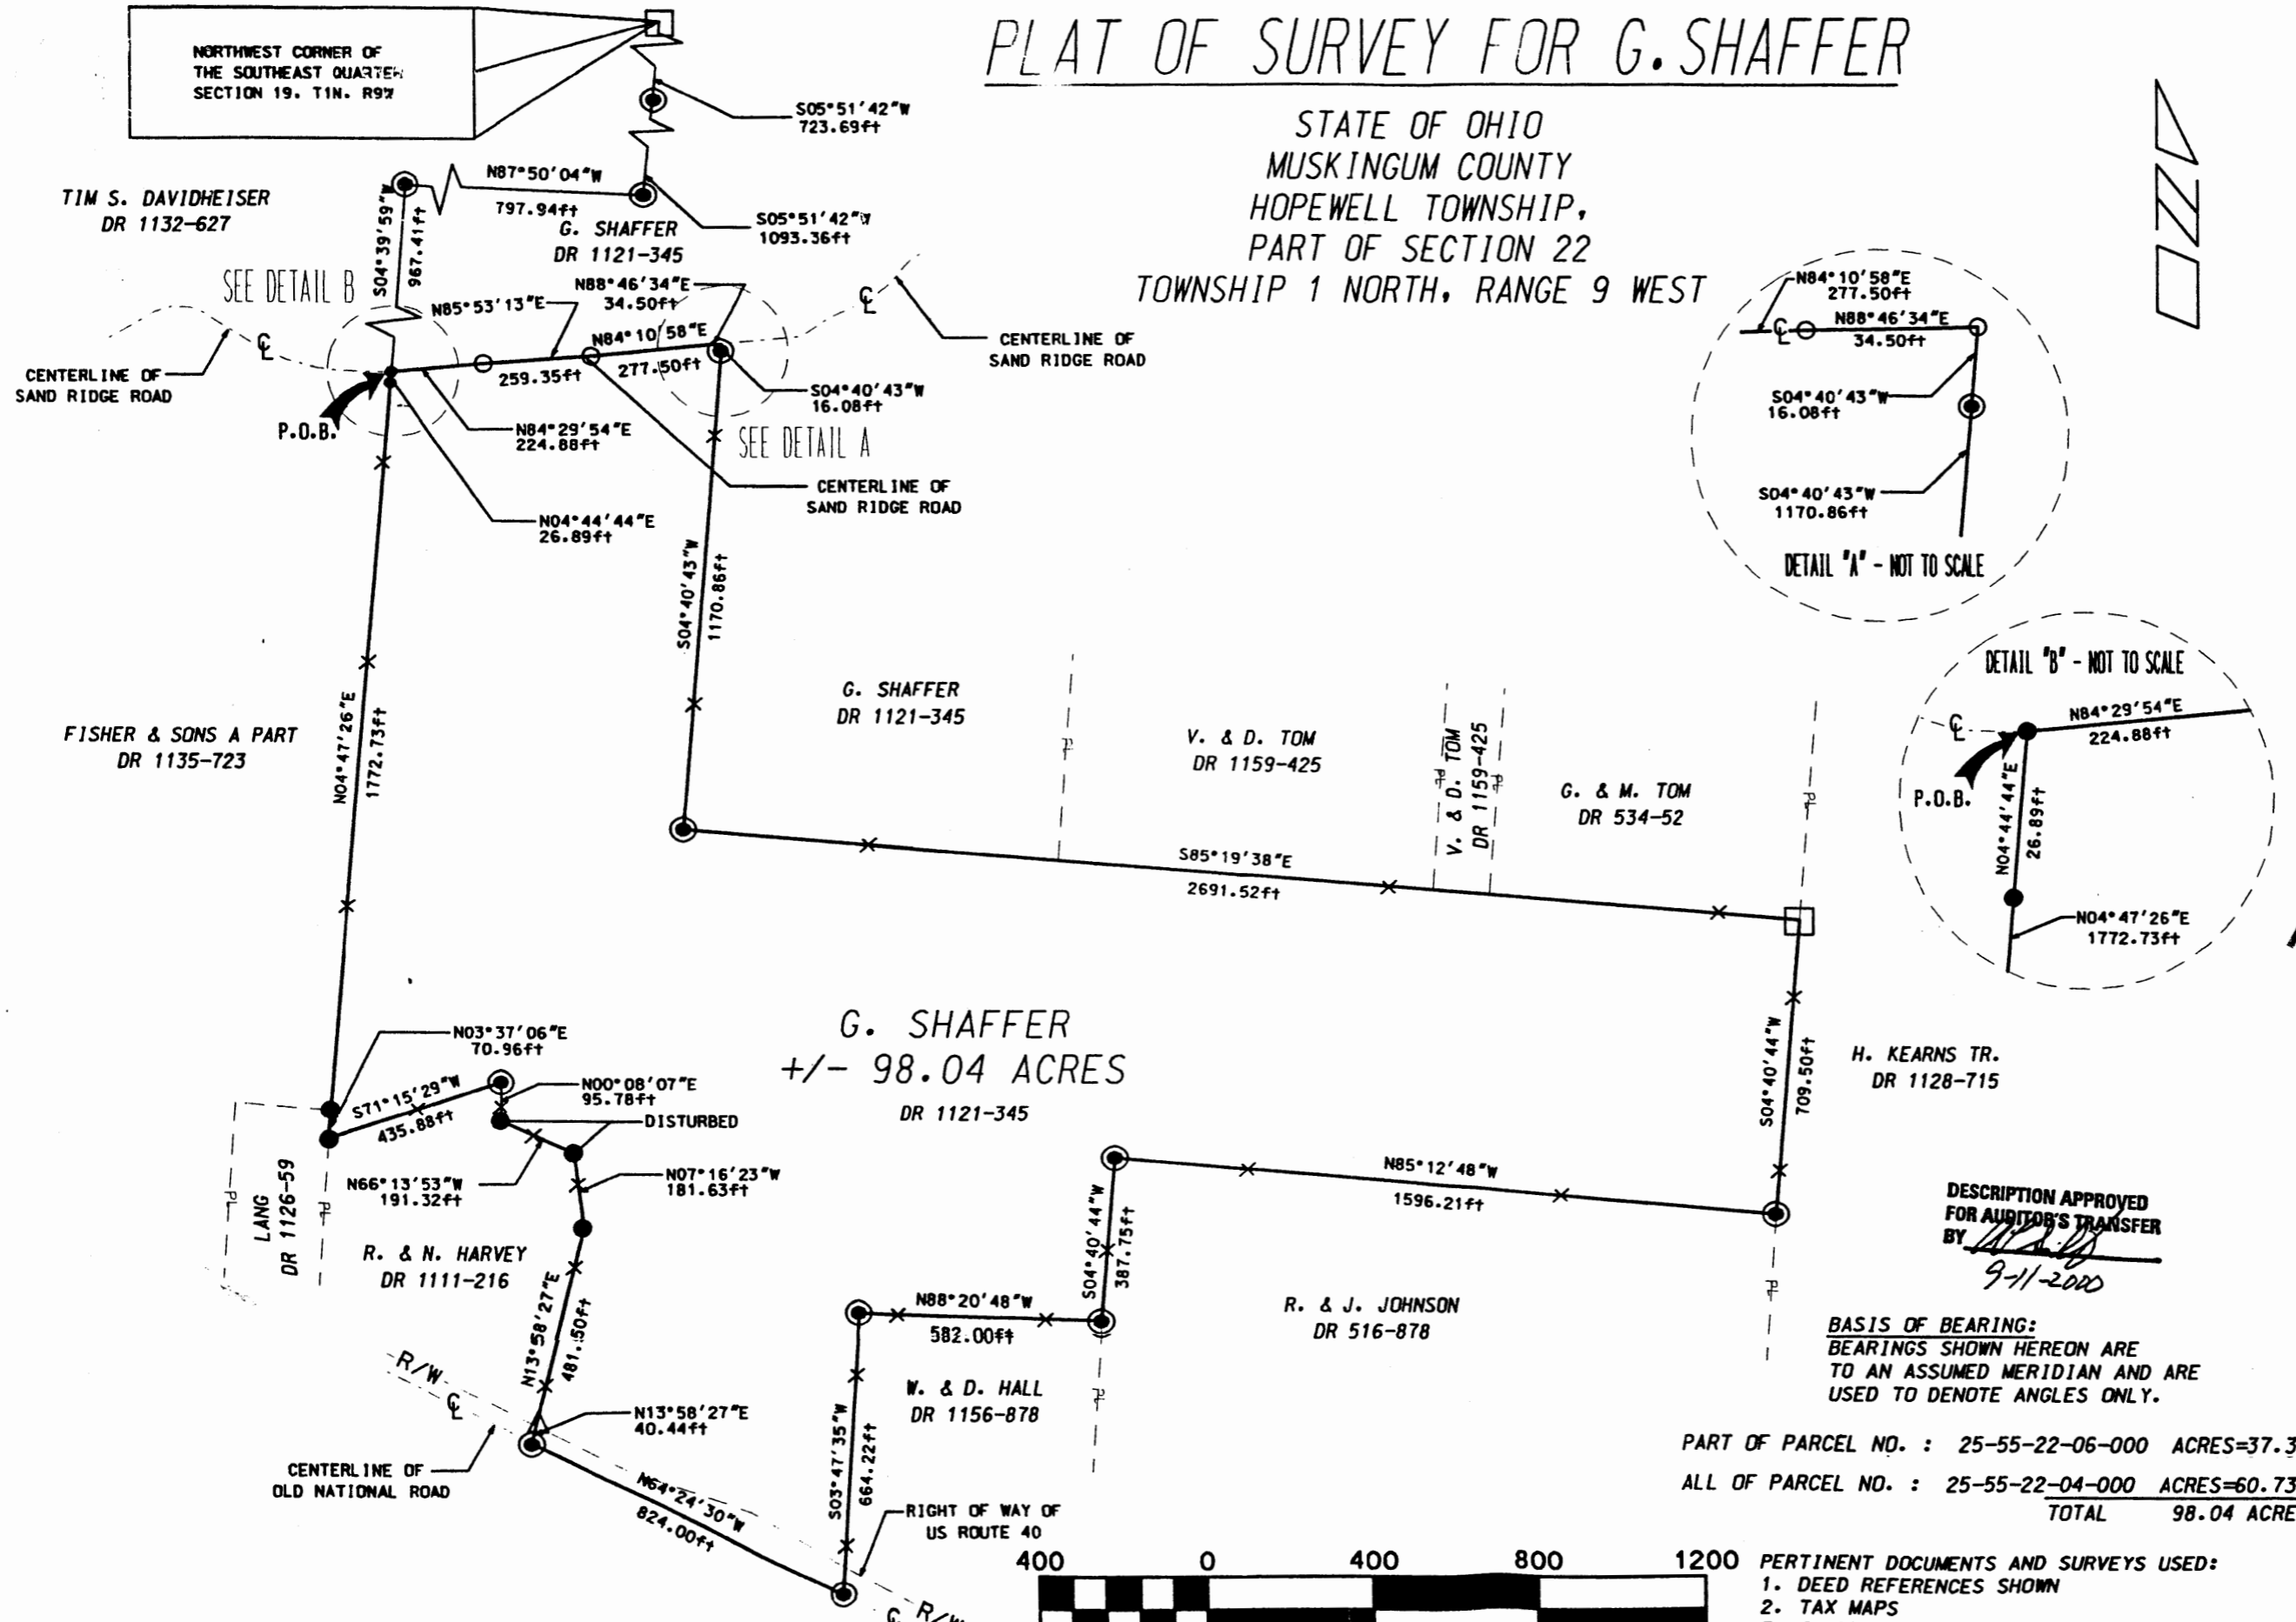 PLAT OF SURVEY FOR G.SHAFFER
STATE OF OHIO
MUSKINGUM COUNTY
HOPEWELL TOWNSHIP,
PART OF SECTION 22
TOWNSHIP 1 NORTH, RANGE 9 WEST
NORTHWEST CORNER OF
THE SOUTHEAST QUARTER
SECTION 19. T1N. R9W
S05°51'42"W
723.69ft
N87°50'04"W
797.94ft
S05°51'42"W
1093.36ft
TIM S. DAVIDHEISER
DR 1132-627
S04°39'59"W
967.41ft
G. SHAFFER
DR 1121-345
SEE DETAIL B
N88°46'34"E
34.50ft
N85°53'13"E
259.35ft
N84°10'58"E
277.50ft
CENTERLINE OF
SAND RIDGE ROAD
CENTERLINE OF
SAND RIDGE ROAD
S04°40'43"W
16.08ft
P.O.B.
N84°29'54"E
224.88ft
SEE DETAIL A
CENTERLINE OF
SAND RIDGE ROAD
N04°44'44"E
26.89ft
S04°40'43"W
1170.86ft
N84°10'58"E
277.50ft
N88°46'34"E
34.50ft
S04°40'43"W
16.08ft
S04°40'43"W
1170.86ft
DETAIL "A" - NOT TO SCALE
DETAIL "B" - NOT TO SCALE
N84°29'54"E
224.88ft
P.O.B.
N04°44'44"E
26.89ft
N04°47'26"E
1772.73ft
FISHER & SONS A PART
DR 1135-723
N04°47'26"E
1772.73ft
G. SHAFFER
DR 1121-345
V. & D. TOM
DR 1159-425
V. & D. TOM
DR 1159-425
G. & M. TOM
DR 534-52
S85°19'38"E
2691.52ft
G. SHAFFER
+/- 98.04 ACRES
DR 1121-345
S04°40'44"W
709.50ft
H. KEARNS TR.
DR 1128-715
N03°37'06"E
70.96ft
S71°15'29"W
435.88ft
N00°08'07"E
95.78ft
DISTURBED
N66°13'53"W
191.32ft
N07°16'23"W
181.63ft
LANG
DR 1126-59
R. & N. HARVEY
DR 1111-216
N13°58'27"E
481.50ft
N85°12'48"W
1596.21ft
S04°40'44"W
387.75ft
N88°20'48"W
582.00ft
R. & J. JOHNSON
DR 516-878
W. & D. HALL
DR 1156-878
S03°47'35"W
664.22ft
R/W
N13°58'27"E
40.44ft
CENTERLINE OF
OLD NATIONAL ROAD
N64°24'30"W
824.00ft
RIGHT OF WAY OF
US ROUTE 40
R/W
DESCRIPTION APPROVED
FOR AUDITOR'S TRANSFER
BY
9-11-2000
BASIS OF BEARING:
BEARINGS SHOWN HEREON ARE
TO AN ASSUMED MERIDIAN AND ARE
USED TO DENOTE ANGLES ONLY.
PART OF PARCEL NO. : 25-55-22-06-000 ACRES=37.3
ALL OF PARCEL NO. : 25-55-22-04-000 ACRES=60.73
TOTAL 98.04 ACRE
400 0 400 800 1200
PERTINENT DOCUMENTS AND SURVEYS USED:
1. DEED REFERENCES SHOWN
2. TAX MAPS